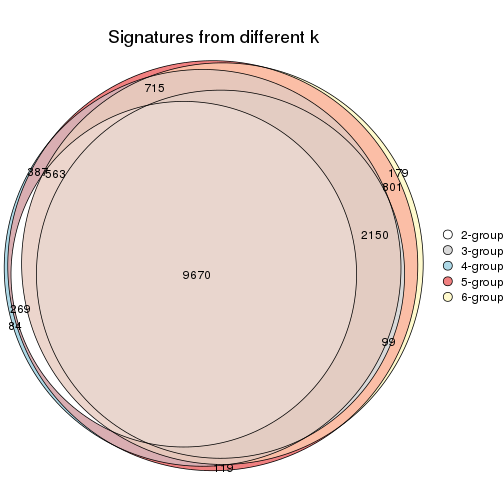 Signatures from different k
715
387
563
179
801
2150
9670
269
84
99
119
2-group
3-group
4-group
5-group
6-group